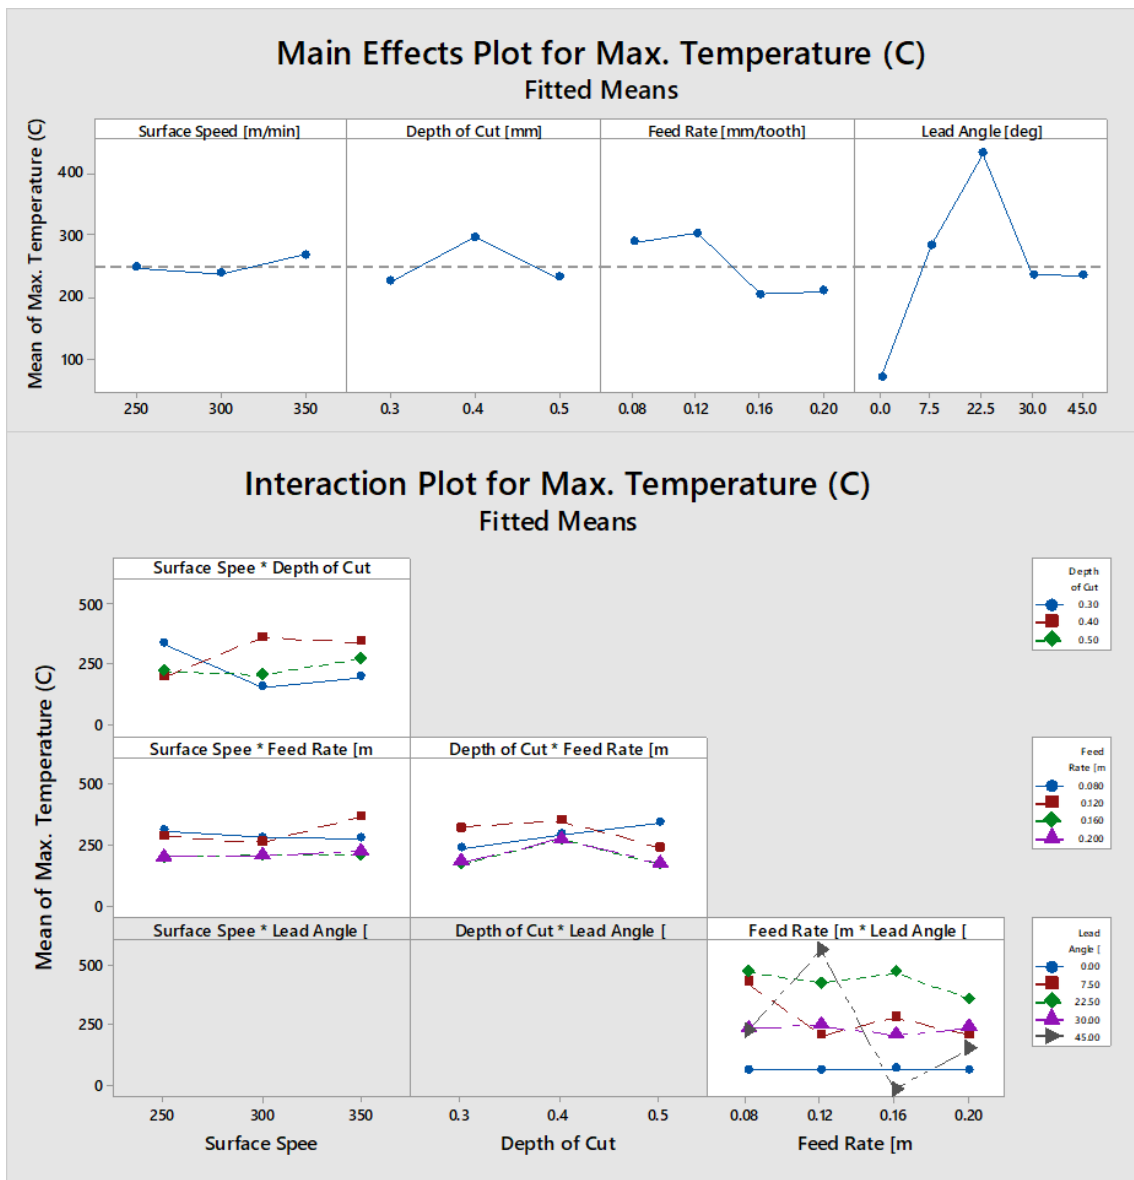 Main Effects Plot for Max. Temperature (C)
Fitted Means
Mean of Max. Temperature (C)
Surface Speed [m/min] Depth of Cut [mm] Feed Rate [mm/tooth] Lead Angle [deg]
400
300
200
100
250 300 350 0.3 0.4 0.5 0.08 0.12 0.16 0.20 0.0 7.5 22.5 30.0 45.0
Interaction Plot for Max. Temperature (C)
Fitted Means
Mean of Max. Temperature (C)
Surface Spee * Depth of Cut
500
250
0
Depth
of Cut
0.30
0.40
0.50
Surface Spee * Feed Rate [m Depth of Cut * Feed Rate [m
500
250
0
Feed
Rate [m
0.080
0.120
0.160
0.200
Surface Spee * Lead Angle [ Depth of Cut * Lead Angle [ Feed Rate [m * Lead Angle [
500
250
0
Lead
Angle [
0.00
7.50
22.50
30.00
45.00
250 300 350 0.3 0.4 0.5 0.08 0.12 0.16 0.20
Surface Spee Depth of Cut Feed Rate [m